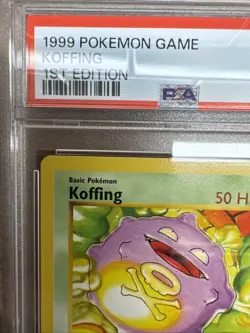 1999 POKEMON GAME
KOFFING
1ST EDITION
PSA
Basic Pokémon
Koffing
50 H